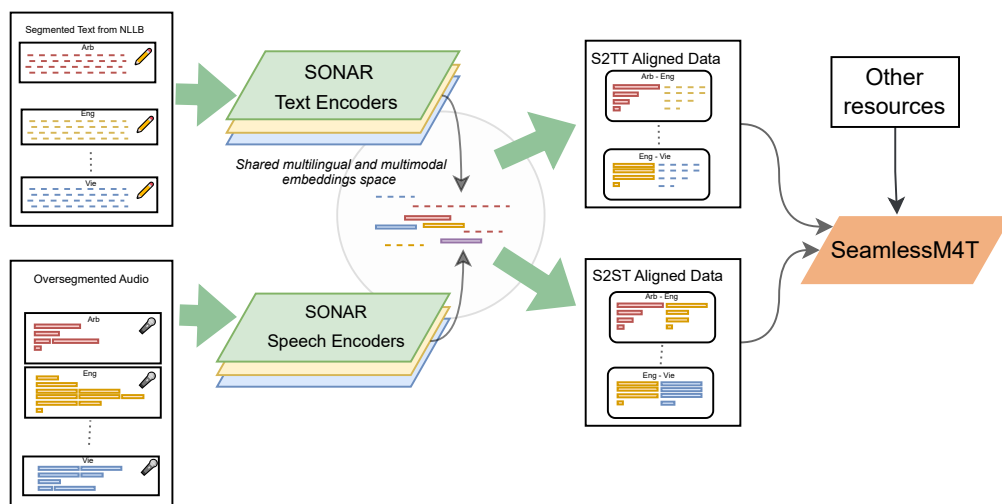 Segmented Text from NLLB
Arb
Eng
Vie
SONAR
Text Encoders
Shared multilingual and multimodal
embeddings space
Oversegmented Audio
Arb
Eng
Vie
SONAR
Speech Encoders
S2TT Aligned Data
Arb - Eng
Eng - Vie
S2ST Aligned Data
Arb - Eng
Eng - Vie
Other
resources
SeamlessM4T